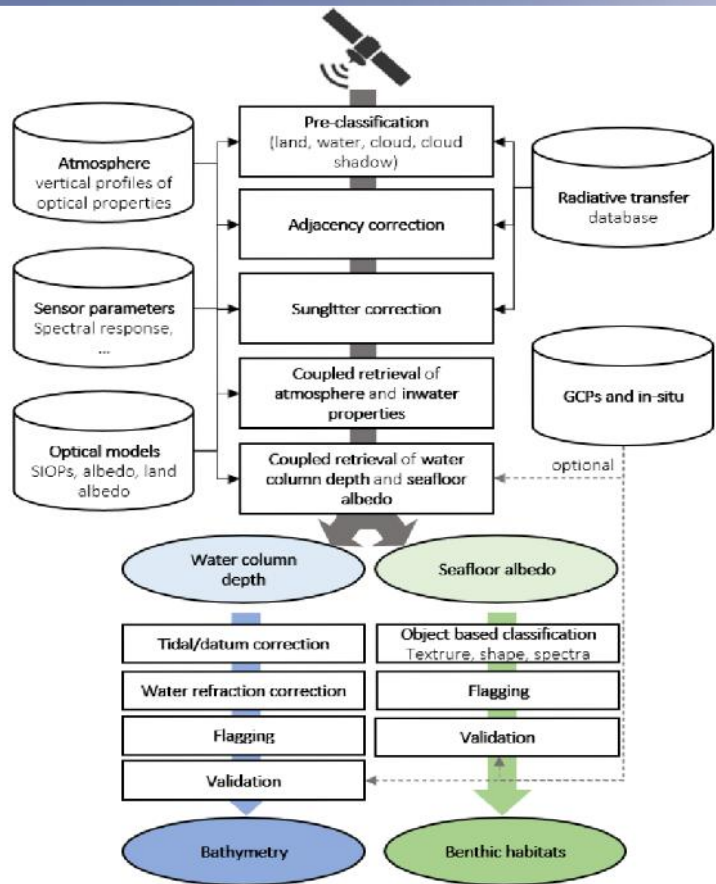 Pre-classification
(land, water, cloud, cloud
shadow)
Atmosphere
vertical profiles of
optical properties
Radiative transfer
database
Adjacency correction
Sensor parameters
Spectral response,
...
Sungltter correction
Coupled retrieval of
atmosphere and inwater
properties
GCPs and in-situ
Optical models
SIOPs, albedo, land
albedo
Coupled retrieval of water
column depth and seafloor
albedo
optional
Water column
depth
Seafloor albedo
Tidal/datum correction
Water refraction correction
Flagging
Validation
Object based classification
Textrure, shape, spectra
Flagging
Validation
Bathymetry
Benthic habitats